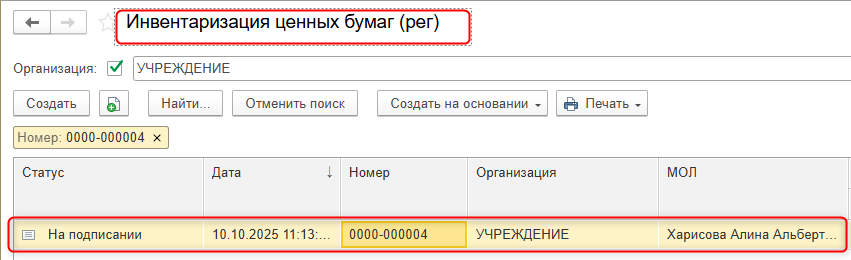 Инвентаризация ценных бумаг (рег)
Организация: УЧРЕЖДЕНИЕ
Создать Найти... Отменить поиск Создать на основании Печать
Номер: 0000-000004 ×
Статус Дата ↓ Номер Организация МОЛ
На подписании 10.10.2025 11:13:... 0000-000004 УЧРЕЖДЕНИЕ Харисова Алина Альберт...